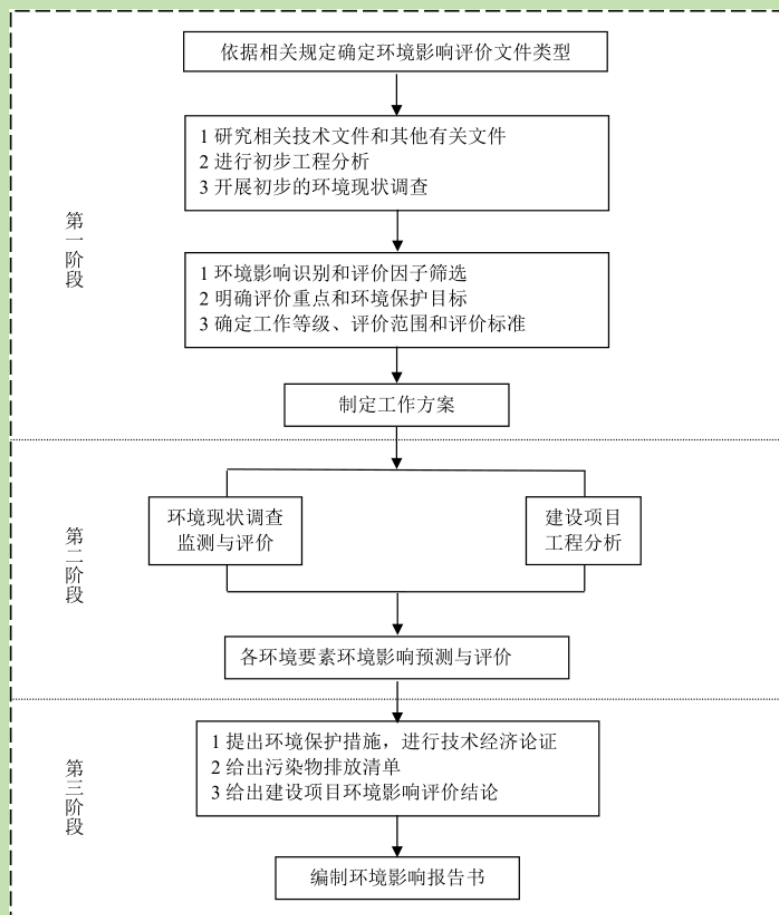 依据相关规定确定环境影响评价文件类型
1 研究相关技术文件和其他有关文件
2 进行初步工程分析
3 开展初步的环境现状调查
第一阶段
1 环境影响识别和评价因子筛选
2 明确评价重点和环境保护目标
3 确定工作等级、评价范围和评价标准
制定工作方案
第二阶段
环境现状调查
监测与评价
建设项目
工程分析
各环境要素环境影响预测与评价
第三阶段
1 提出环境保护措施，进行技术经济论证
2 给出污染物排放清单
3 给出建设项目环境影响评价结论
编制环境影响报告书